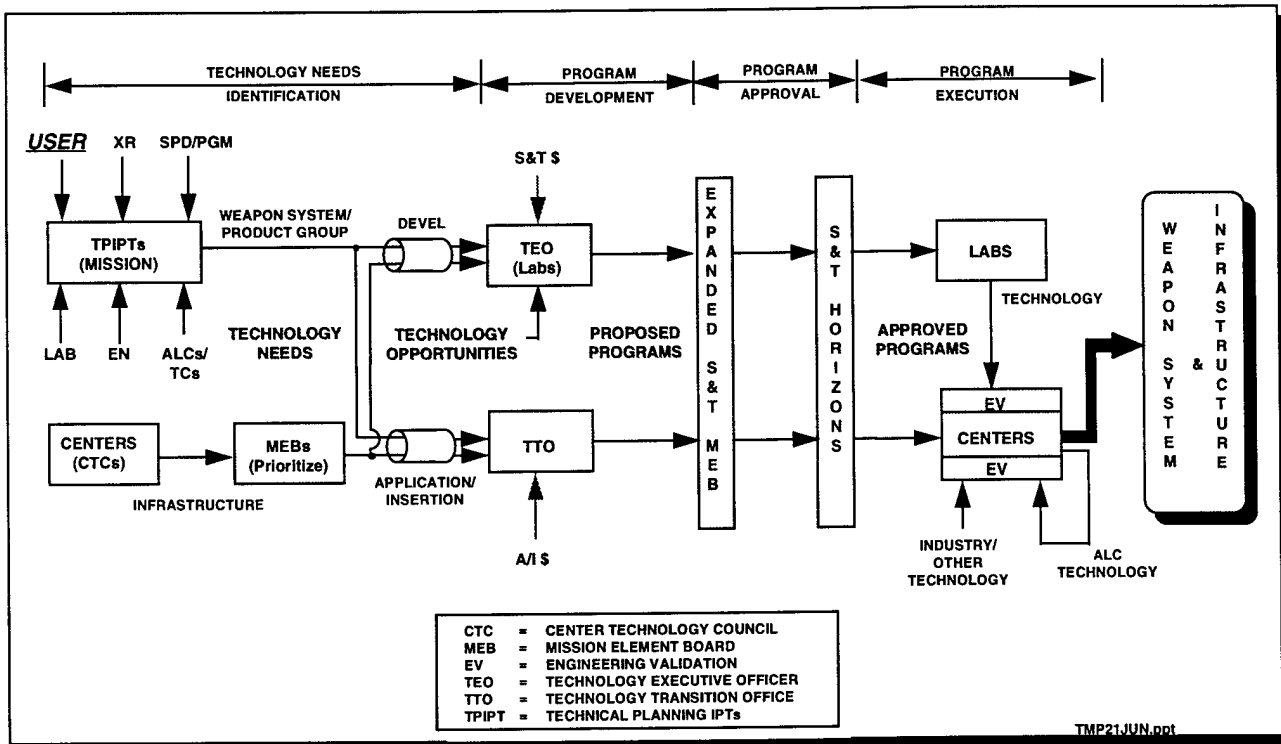 TECHNOLOGY NEEDS
IDENTIFICATION
PROGRAM
DEVELOPMENT
PROGRAM
APPROVAL
PROGRAM
EXECUTION
USER
XR
SPD/PGM
S&T $
WEAPON SYSTEM/
PRODUCT GROUP
DEVEL
TPIPTs
(MISSION)
TEO
(Labs)
LABS
TECHNOLOGY
LAB
EN
ALCs/
TCs
TECHNOLOGY
NEEDS
TECHNOLOGY
OPPORTUNITIES
PROPOSED
PROGRAMS
EXPANDED S&T MEB
S&T HORIZONS
APPROVED
PROGRAMS
WEAPON SYSTEM
&
INFRASTRUCTURE
CENTERS
(CTCs)
MEBs
(Prioritize)
INFRASTRUCTURE
APPLICATION/
INSERTION
TTO
A/I $
EV
CENTERS
EV
INDUSTRY/
OTHER
TECHNOLOGY
ALC
TECHNOLOGY
CTC = CENTER TECHNOLOGY COUNCIL
MEB = MISSION ELEMENT BOARD
EV = ENGINEERING VALIDATION
TEO = TECHNOLOGY EXECUTIVE OFFICER
TTO = TECHNOLOGY TRANSITION OFFICE
TPIPT = TECHNICAL PLANNING IPTs
TMP21JUN.ppt